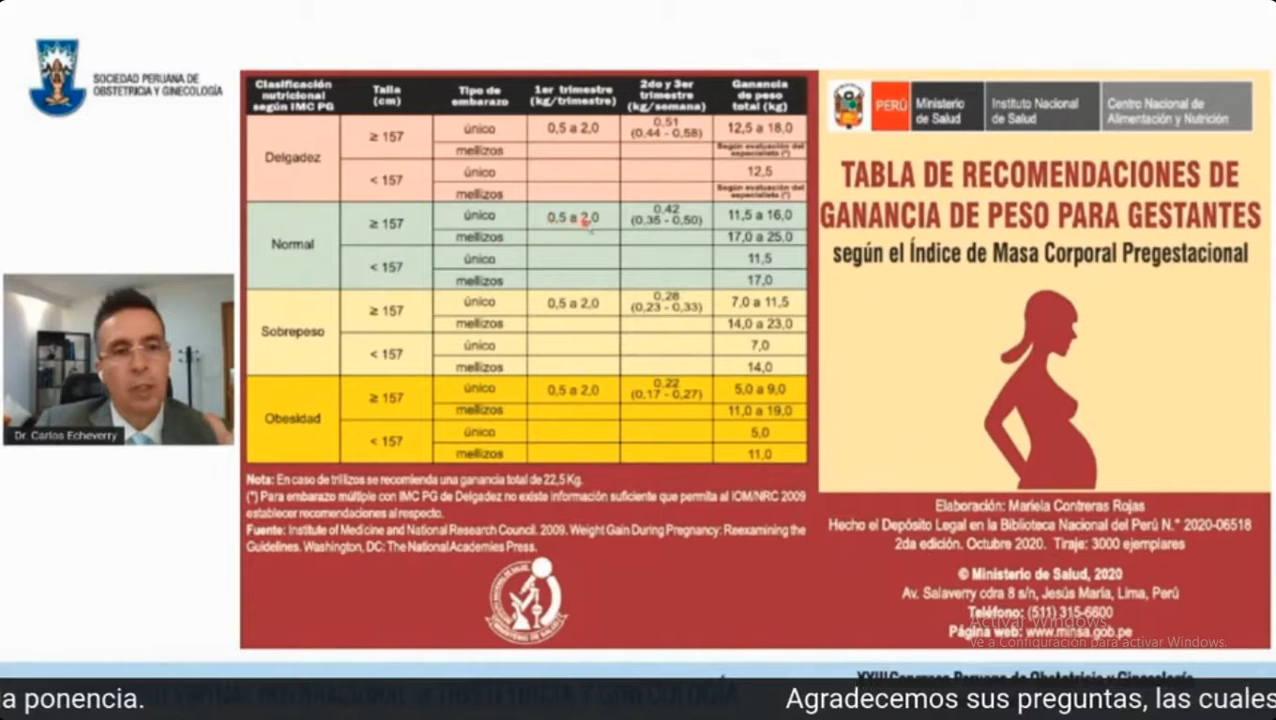 SOCIEDAD PERUANA DE
OBSTETRICIA Y GINECOLOGÍA
Clasificación nutricional según IMC PG Talla (cm) Tipo de embarazo 1er trimestre (kg/trimestre) 2do y 3er trimestre (kg/semana) Ganancia de peso total (kg)
Delgadez ≥ 157 único 0,5 a 2,0 0,51 (0,44 - 0,58) 12,5 a 18,0
mellizos Según evaluación del especialista (*)
< 157 único 12,5
mellizos Según evaluación del especialista (*)
Normal ≥ 157 único 0,5 a 2,0 0,42 (0,35 - 0,50) 11,5 a 16,0
mellizos 17,0 a 25,0
< 157 único 11,5
mellizos 17,0
Sobrepeso ≥ 157 único 0,5 a 2,0 0,28 (0,23 - 0,33) 7,0 a 11,5
mellizos 14,0 a 23,0
< 157 único 7,0
mellizos 14,0
Obesidad ≥ 157 único 0,5 a 2,0 0,22 (0,17 - 0,27) 5,0 a 9,0
mellizos 11,0 a 19,0
< 157 único 5,0
mellizos 11,0
Nota: En caso de trillizos se recomienda una ganancia total de 22,5 Kg.
(*) Para embarazo múltiple con IMC PG de Delgadez no existe información suficiente que permita al IOM/NRC 2009
establecer recomendaciones al respecto.
Fuente: Institute of Medicine and National Research Council. 2009. Weight Gain During Pregnancy: Reexamining the
Guidelines. Washington, DC: The National Academies Press.
PERÚ Ministerio de Salud Instituto Nacional de Salud Centro Nacional de Alimentación y Nutrición
TABLA DE RECOMENDACIONES DE
GANANCIA DE PESO PARA GESTANTES
según el Índice de Masa Corporal Pregestacional
Elaboración: Mariela Contreras Rojas
Hecho el Depósito Legal en la Biblioteca Nacional del Perú N.° 2020-06518
2da edición. Octubre 2020. Tiraje: 3000 ejemplares
© Ministerio de Salud, 2020
Av. Salaverry cdra 8 s/n, Jesús María, Lima, Perú
Teléfono: (511) 315-6600
Página web: www.minsa.gob.pe
Activar Windows
Ve a Configuración para activar Windows.
Dr. Carlos Echeverry
la ponencia.
Agradecemos sus preguntas, las cuales